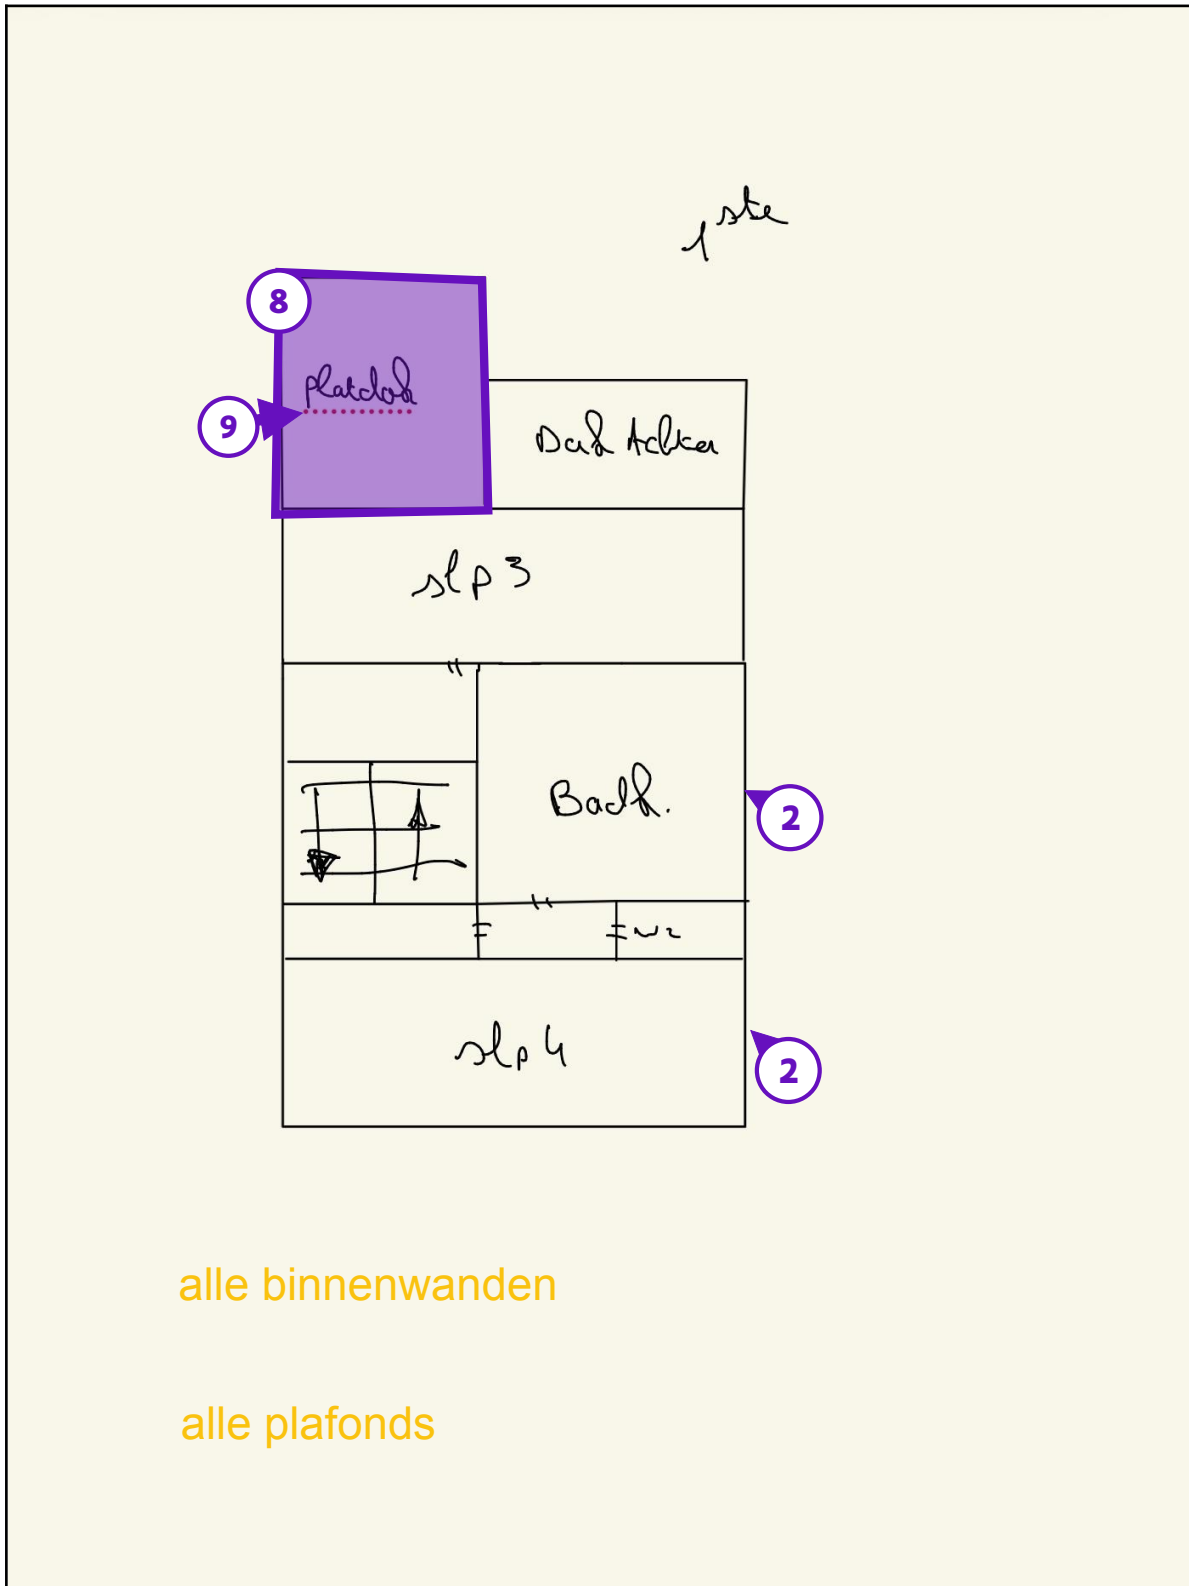 1ste
8
platdak
9
Dak Achter
slp 3
Badk.
2
wc
slp 4
2
alle binnenwanden
alle plafonds